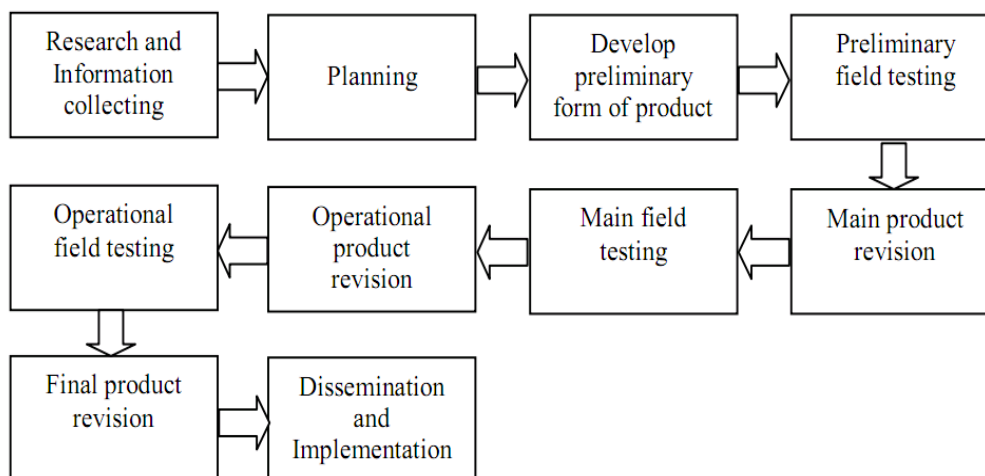 Research and
Information
collecting
Planning
Develop
preliminary
form of product
Preliminary
field testing
Main product
revision
Main field
testing
Operational
product
revision
Operational
field testing
Final product
revision
Dissemination
and
Implementation